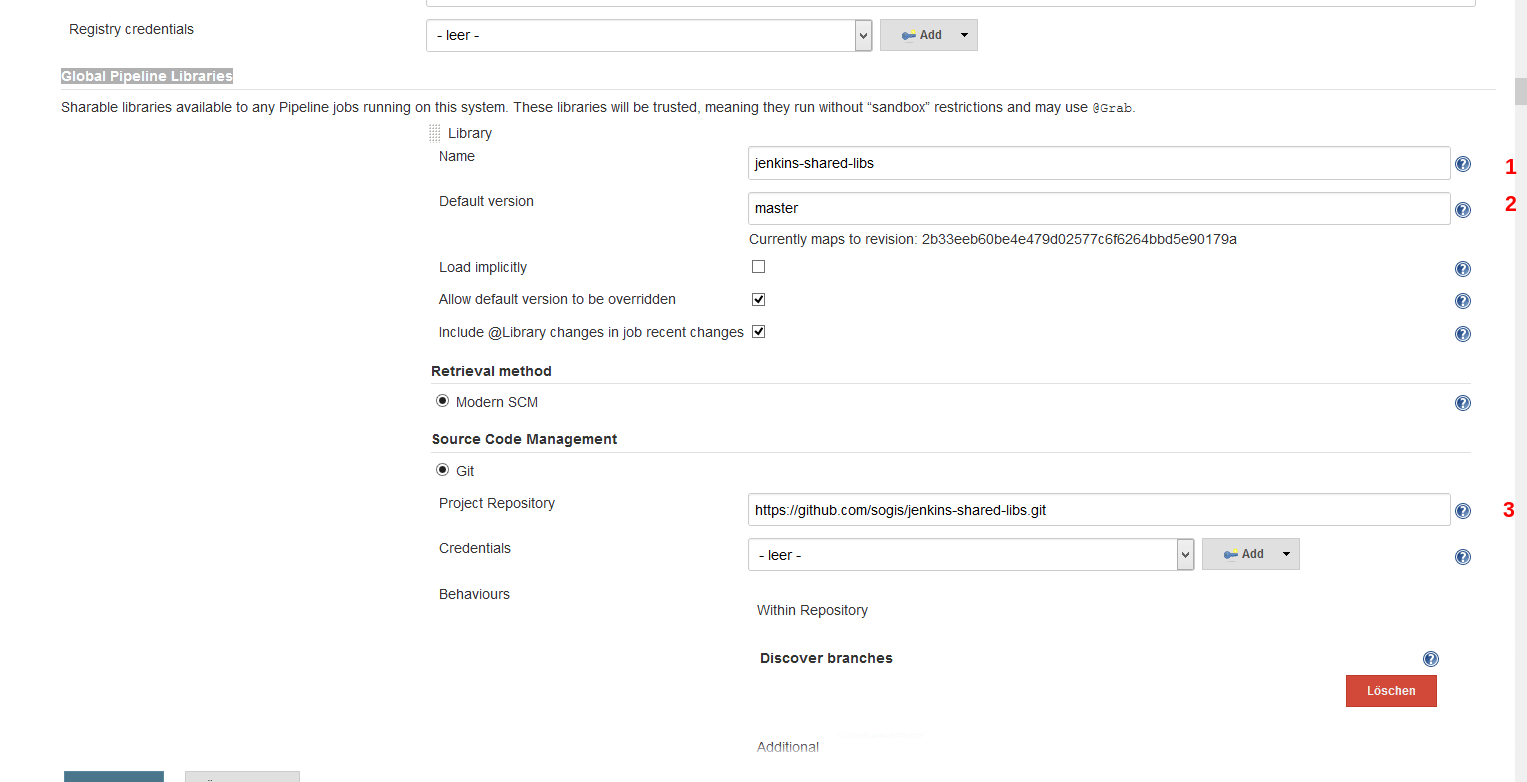 Registry credentials
- leer -
Add
Global Pipeline Libraries
Sharable libraries available to any Pipeline jobs running on this system. These libraries will be trusted, meaning they run without “sandbox” restrictions and may use @Grab.
Library
Name
jenkins-shared-libs
1
Default version
master
2
Currently maps to revision: 2b33eeb60be4e479d02577c6f6264bbd5e90179a
Load implicitly
Allow default version to be overridden
Include @Library changes in job recent changes
Retrieval method
Modern SCM
Source Code Management
Git
Project Repository
https://github.com/sogis/jenkins-shared-libs.git
3
Credentials
- leer -
Add
Behaviours
Within Repository
Discover branches
Löschen
Additional